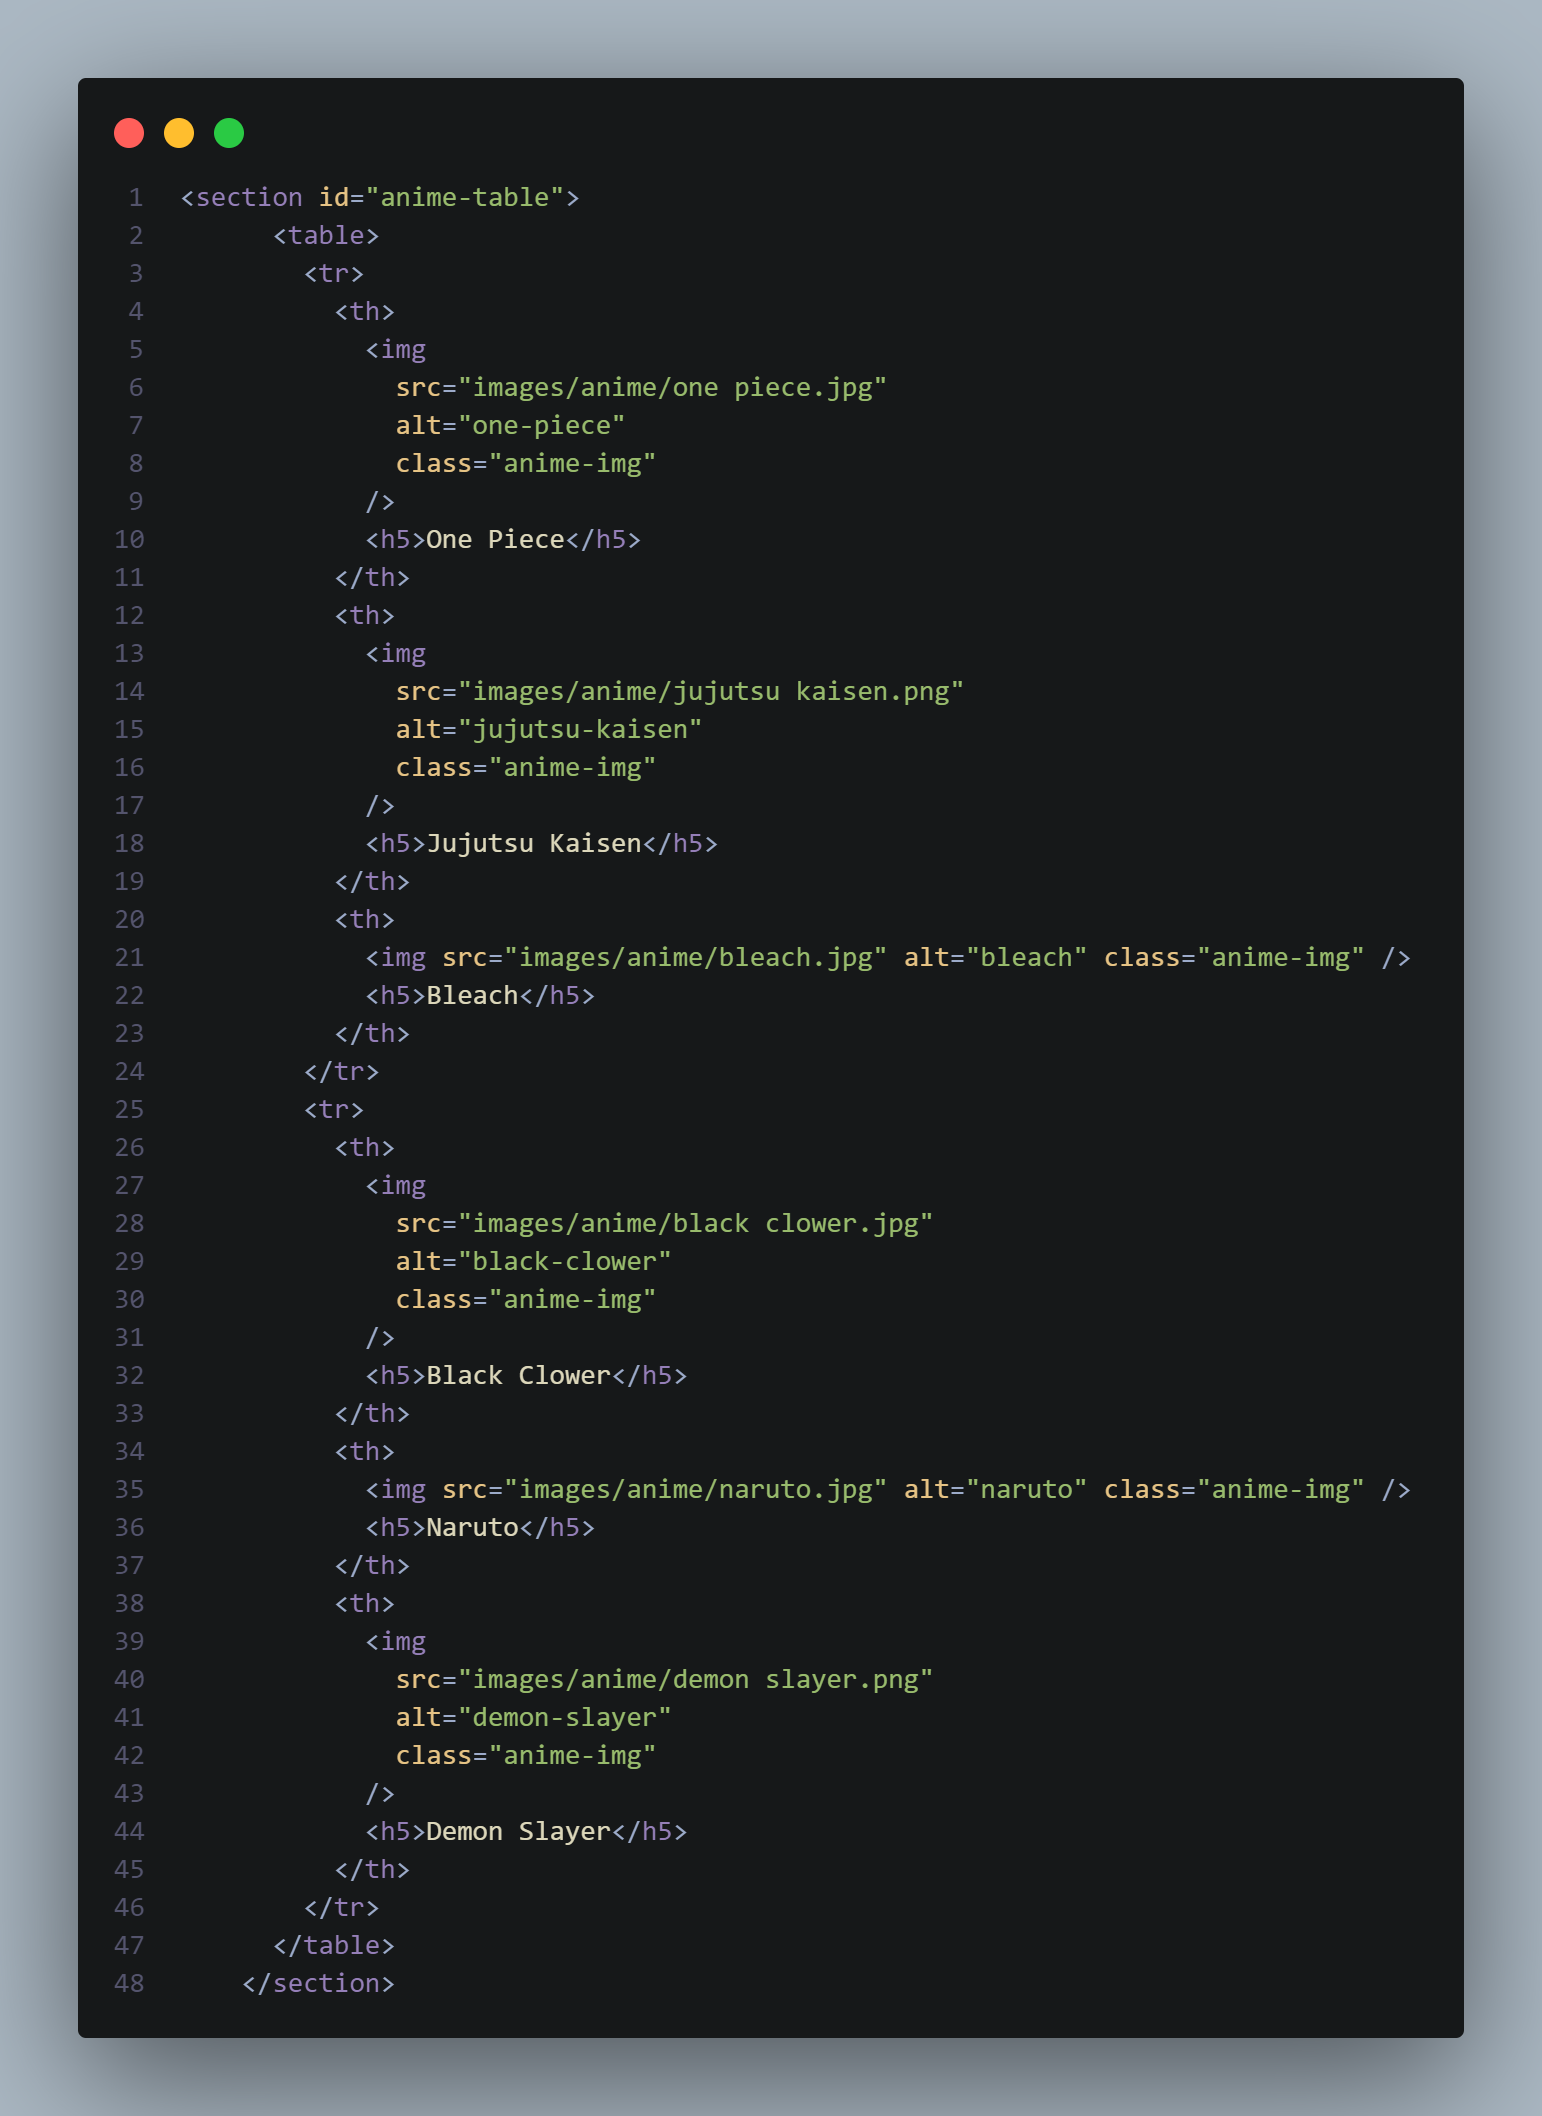 1 <section id="anime-table">
2       <table>
3         <tr>
4           <th>
5             <img
6               src="images/anime/one piece.jpg"
7               alt="one-piece"
8               class="anime-img"
9             />
10             <h5>One Piece</h5>
11           </th>
12           <th>
13             <img
14               src="images/anime/jujutsu kaisen.png"
15               alt="jujutsu-kaisen"
16               class="anime-img"
17             />
18             <h5>Jujutsu Kaisen</h5>
19           </th>
20           <th>
21             <img src="images/anime/bleach.jpg" alt="bleach" class="anime-img" />
22             <h5>Bleach</h5>
23           </th>
24         </tr>
25         <tr>
26           <th>
27             <img
28               src="images/anime/black clower.jpg"
29               alt="black-clower"
30               class="anime-img"
31             />
32             <h5>Black Clower</h5>
33           </th>
34           <th>
35             <img src="images/anime/naruto.jpg" alt="naruto" class="anime-img" />
36             <h5>Naruto</h5>
37           </th>
38           <th>
39             <img
40               src="images/anime/demon slayer.png"
41               alt="demon-slayer"
42               class="anime-img"
43             />
44             <h5>Demon Slayer</h5>
45           </th>
46         </tr>
47       </table>
48     </section>